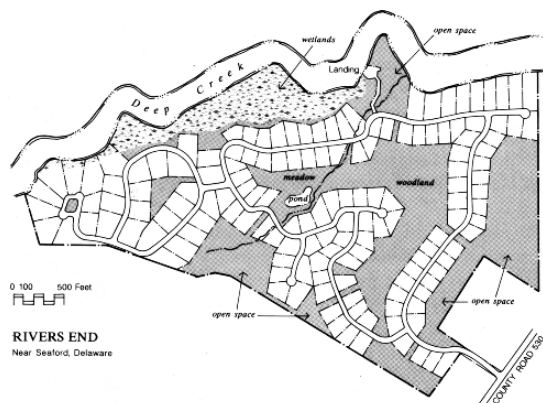 wetlands
open space
Landing
Deep Creek
meadow
woodland
pond
0 100 500 Feet
open space
open space
RIVERS END
Near Seaford, Delaware
COUNTY ROAD 530